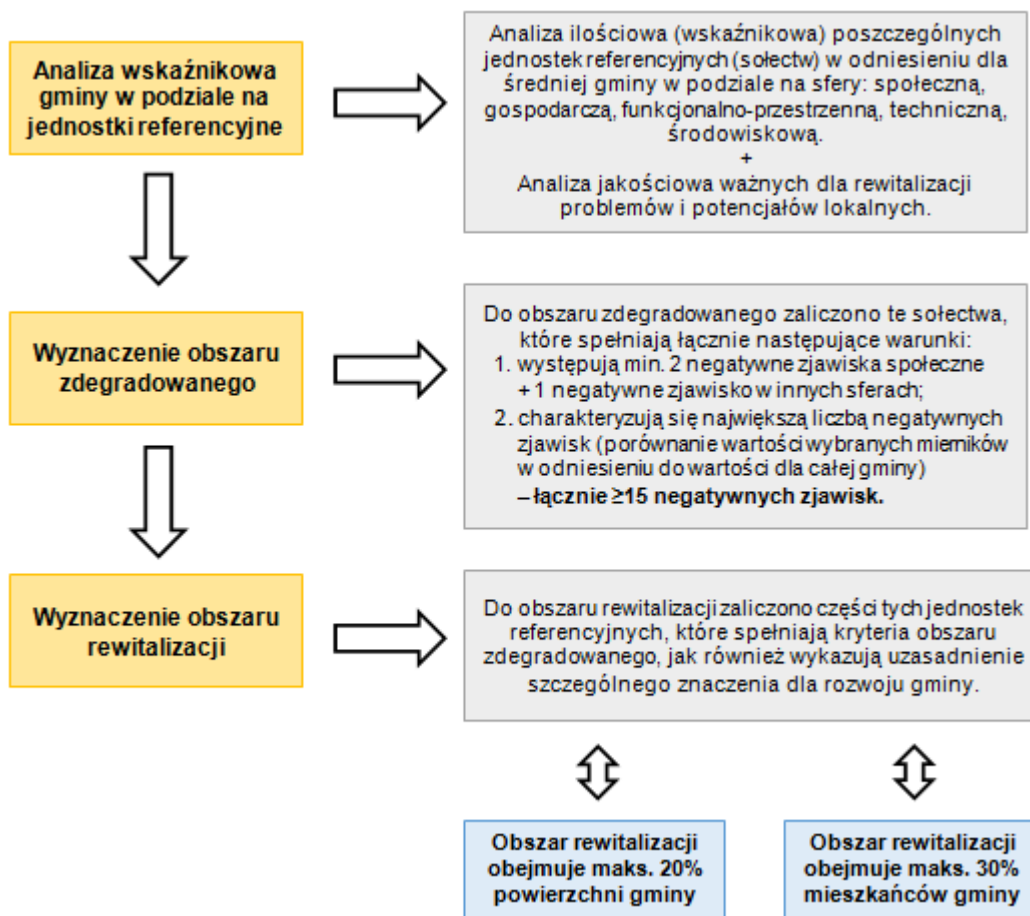 Analiza wskaźnikowa
gminy w podziale na
jednostki referencyjne
Analiza ilościowa (wskaźnikowa) poszczególnych
jednostek referencyjnych (sołectw) w odniesieniu dla
średniej gminy w podziale na sfery: społeczną,
gospodarczą, funkcjonalno-przestrzenną, techniczną,
środowiskową.
+
Analiza jakościowa ważnych dla rewitalizacji
problemów i potencjałów lokalnych.
Wyznaczenie obszaru
zdegradowanego
Do obszaru zdegradowanego zaliczono te sołectwa,
które spełniają łącznie następujące warunki:
1. występują min. 2 negatywne zjawiska społeczne
+ 1 negatywne zjawisko w innych sferach;
2. charakteryzują się największą liczbą negatywnych
zjawisk (porównanie wartości wybranych mierników
w odniesieniu do wartości dla całej gminy)
– łącznie ≥15 negatywnych zjawisk.
Wyznaczenie obszaru
rewitalizacji
Do obszaru rewitalizacji zaliczono części tych jednostek
referencyjnych, które spełniają kryteria obszaru
zdegradowanego, jak również wykazują uzasadnienie
szczególnego znaczenia dla rozwoju gminy.
Obszar rewitalizacji
obejmuje maks. 20%
powierzchni gminy
Obszar rewitalizacji
obejmuje maks. 30%
mieszkańców gminy